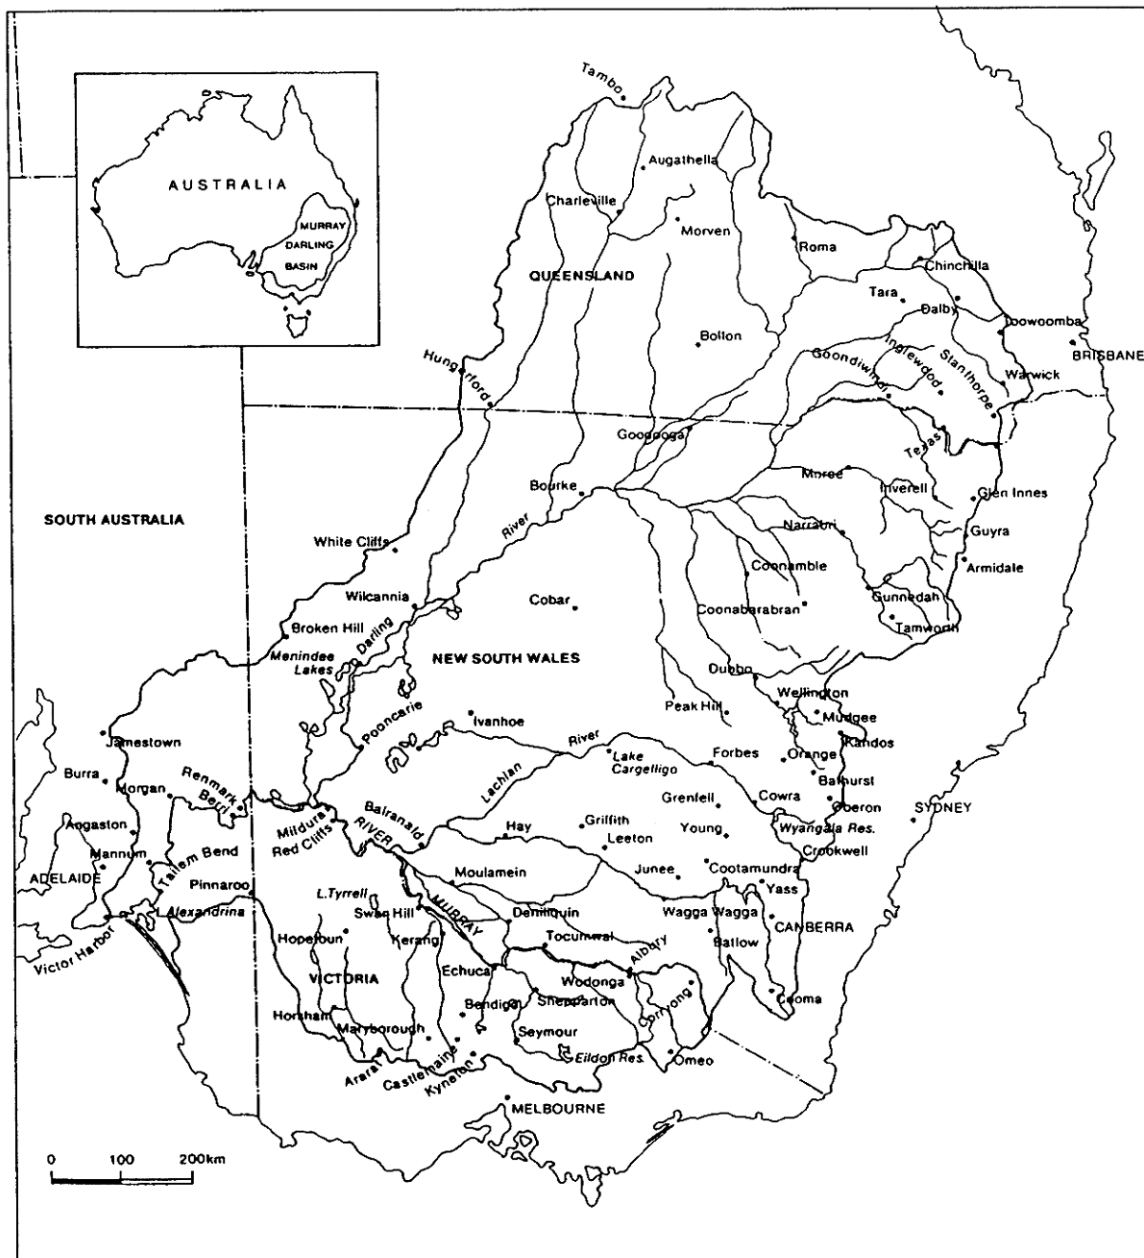 Tambo
AUSTRALIA
MURRAY
DARLING
BASIN
Augathella
Charleville
Morven
Roma
QUEENSLAND
Chinchilla
Tara
Dalby
Toowoomba
Bollon
BRISBANE
Hungerford
Goondiwindi
Inglewood
Stanthorpe
Warwick
Texas
Moree
Bourke
Inverell
Glen Innes
SOUTH AUSTRALIA
River
Narrabri
Guyra
White Cliffs
Coonamble
Armidale
Wilcannia
Cobar
Coonabarabran
Gunnedah
Tamworth
Broken Hill
Darling
Menindee
Lakes
NEW SOUTH WALES
Dubbo
Wellington
Peak Hill
Mudgee
Ivanhoe
Pooncarie
Jamestown
River
Kandos
Lake
Cargelligo
Forbes
Orange
Burra
Morgan
Renmark
Berri
Lachlan
Bathurst
Grenfell
Cowra
Oberon
SYDNEY
Mildura
Red Cliffs
RIVER
Balranald
Hay
Griffith
Leeton
Young
Wyangala Res.
Angaston
Mannum
Tailem Bend
Crookwell
ADELAIDE
Pinnaroo
L.Tyrrell
Moulamein
Junee
Cootamundra
Yass
Alexandrina
Swan Hill
MURRAY
Deniliquin
Wagga Wagga
CANBERRA
Victor Harbor
Hopetoun
Kerang
Tocumwal
Albury
Batlow
VICTORIA
Echuca
Wodonga
Cooma
Horsham
Bendigo
Shepparton
Corryong
Maryborough
Seymour
Eildon Res.
Omeo
Ararat
Castlemaine
Kyneton
MELBOURNE
0 100 200km